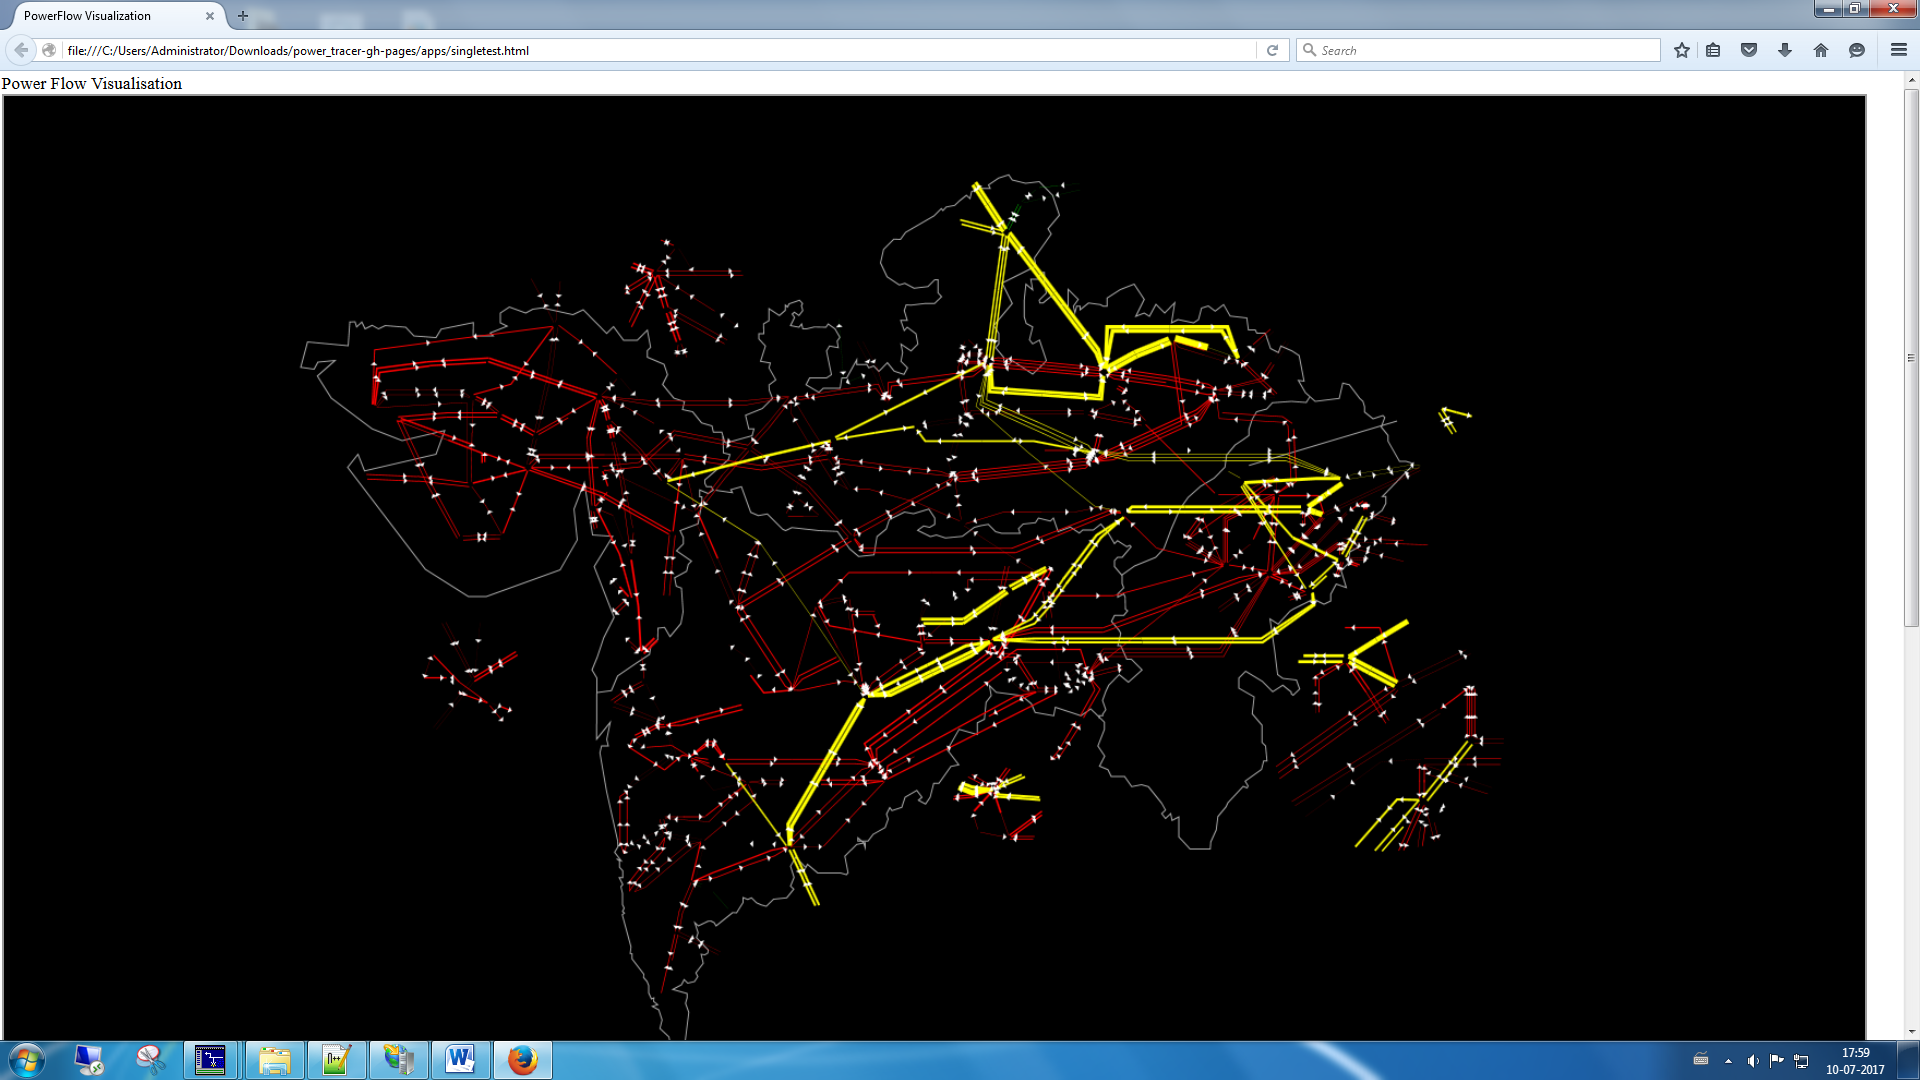 PowerFlow Visualization
file:///C:/Users/Administrator/Downloads/power_tracer-gh-pages/apps/singletest.html
Search
Power Flow Visualisation
17:59
10-07-2017